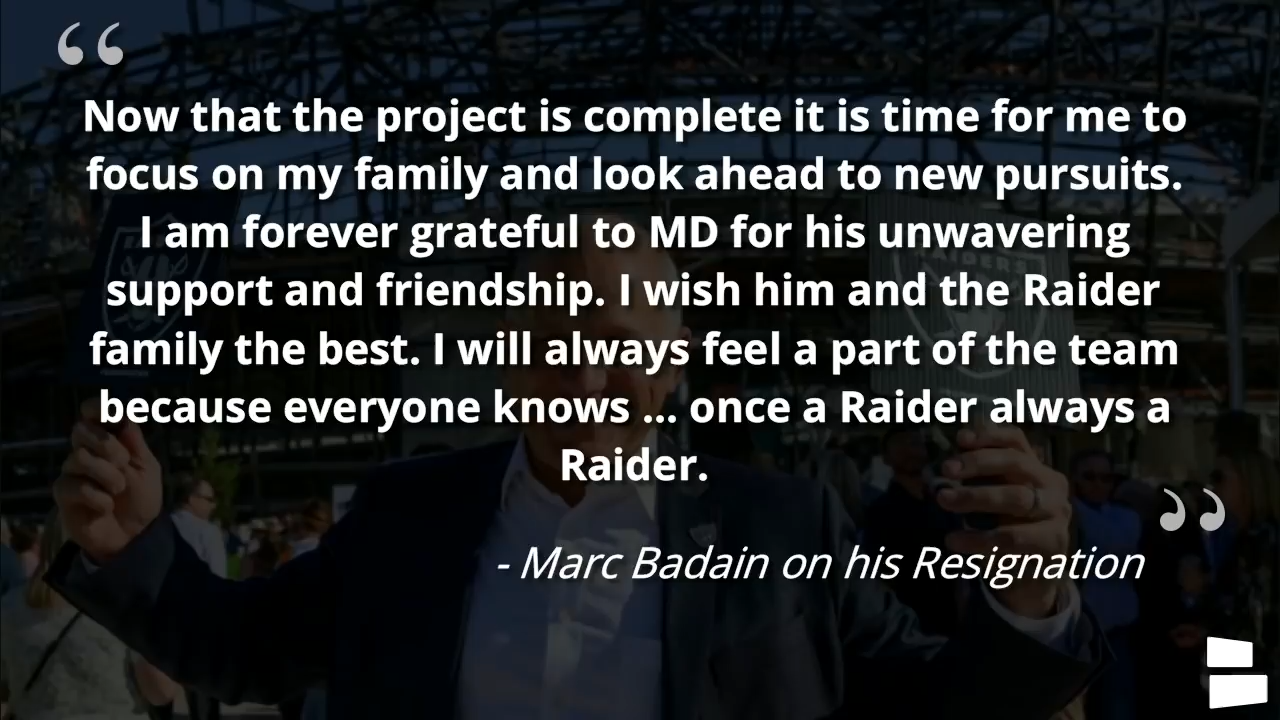 “
Now that the project is complete it is time for me to
focus on my family and look ahead to new pursuits.
I am forever grateful to MD for his unwavering
support and friendship. I wish him and the Raider
family the best. I will always feel a part of the team
because everyone knows ... once a Raider always a
Raider.
”
- Marc Badain on his Resignation
RAIDERS